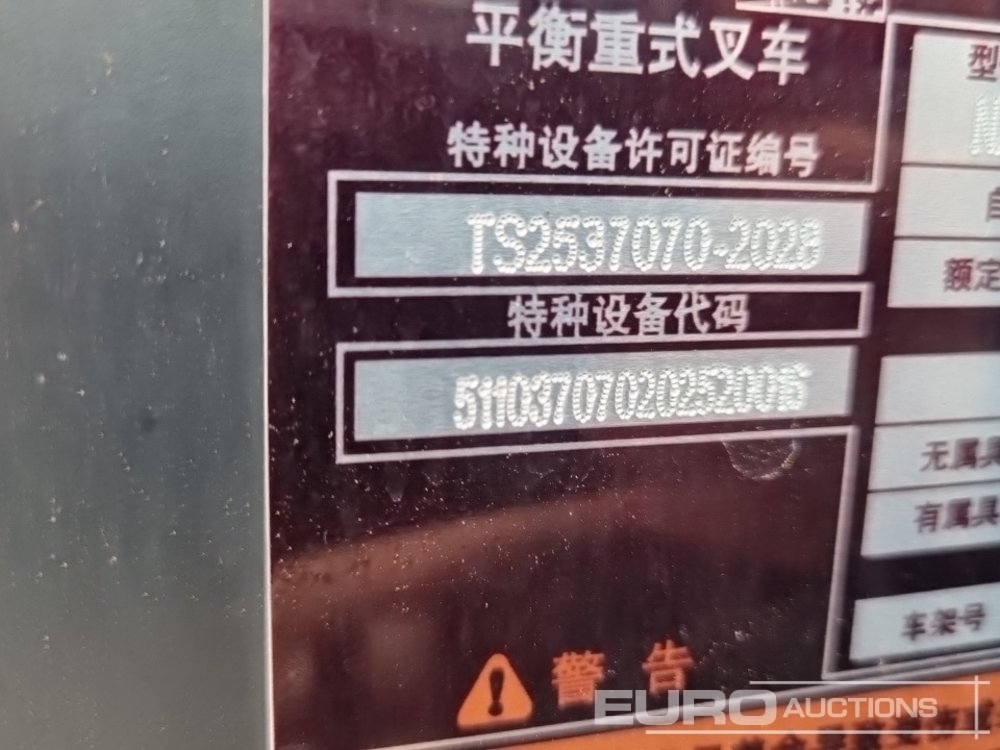 平衡重式叉车
特种设备许可证编号
TS2537070-2028
特种设备代码
51103707020252001​5
警告
型
N
自
额定
无属具
有属具
车架号
EURO AUCTIONS